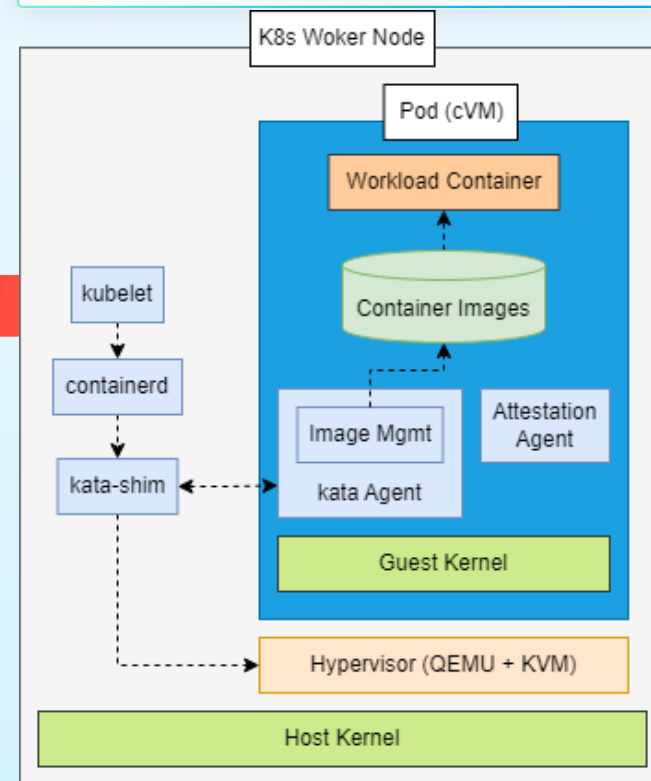 K8s Woker Node
Pod (cVM)
Workload Container
Container Images
kubelet
containerd
kata-shim
Image Mgmt
kata Agent
Attestation
Agent
Guest Kernel
Hypervisor (QEMU + KVM)
Host Kernel